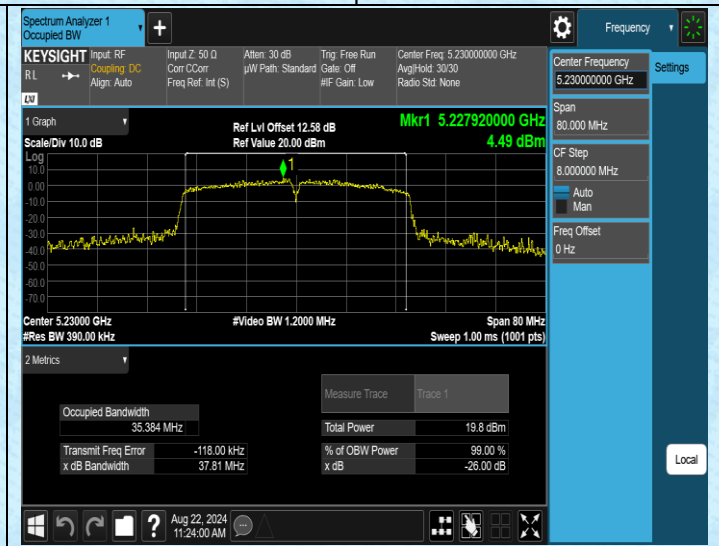 Spectrum Analyzer 1
Occupied BW
Frequency
KEYSIGHT Input: RF Input Z: 50 Ω Atten: 30 dB Trig: Free Run Center Freq: 5.230000000 GHz
RL Coupling: DC Corr CCorr µW Path: Standard Gate: Off Avg|Hold: 30/30
Align: Auto Freq Ref: Int (S) #IF Gain: Low Radio Std: None
LXI
1 Graph
Scale/Div 10.0 dB
Ref Lvl Offset 12.58 dB
Ref Value 20.00 dBm
Mkr1 5.227920000 GHz
4.49 dBm
Log
10.0
0.00
-10.0
-20.0
-30.0
-40.0
-50.0
-60.0
-70.0
1
Center 5.23000 GHz #Video BW 1.2000 MHz Span 80 MHz
#Res BW 390.00 kHz Sweep 1.00 ms (1001 pts)
2 Metrics
Measure Trace Trace 1
Occupied Bandwidth
35.384 MHz
Total Power 19.8 dBm
Transmit Freq Error -118.00 kHz % of OBW Power 99.00 %
x dB Bandwidth 37.81 MHz x dB -26.00 dB
Center Frequency
5.230000000 GHz
Settings
Span
80.000 MHz
CF Step
8.000000 MHz
Auto
Man
Freq Offset
0 Hz
Local
? Aug 22, 2024
11:24:00 AM